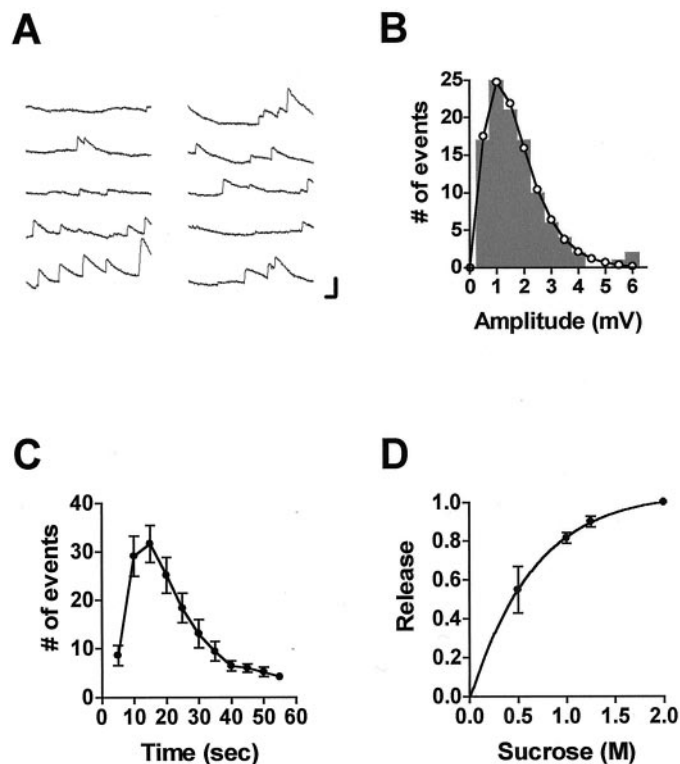 A
B
# of events
25
20
15
10
5
0
0 1 2 3 4 5 6
Amplitude (mV)
C
# of events
40
30
20
10
0
0 10 20 30 40 50 60
Time (sec)
D
Release
1.0
0.8
0.6
0.4
0.2
0.0
0.0 0.5 1.0 1.5 2.0
Sucrose (M)